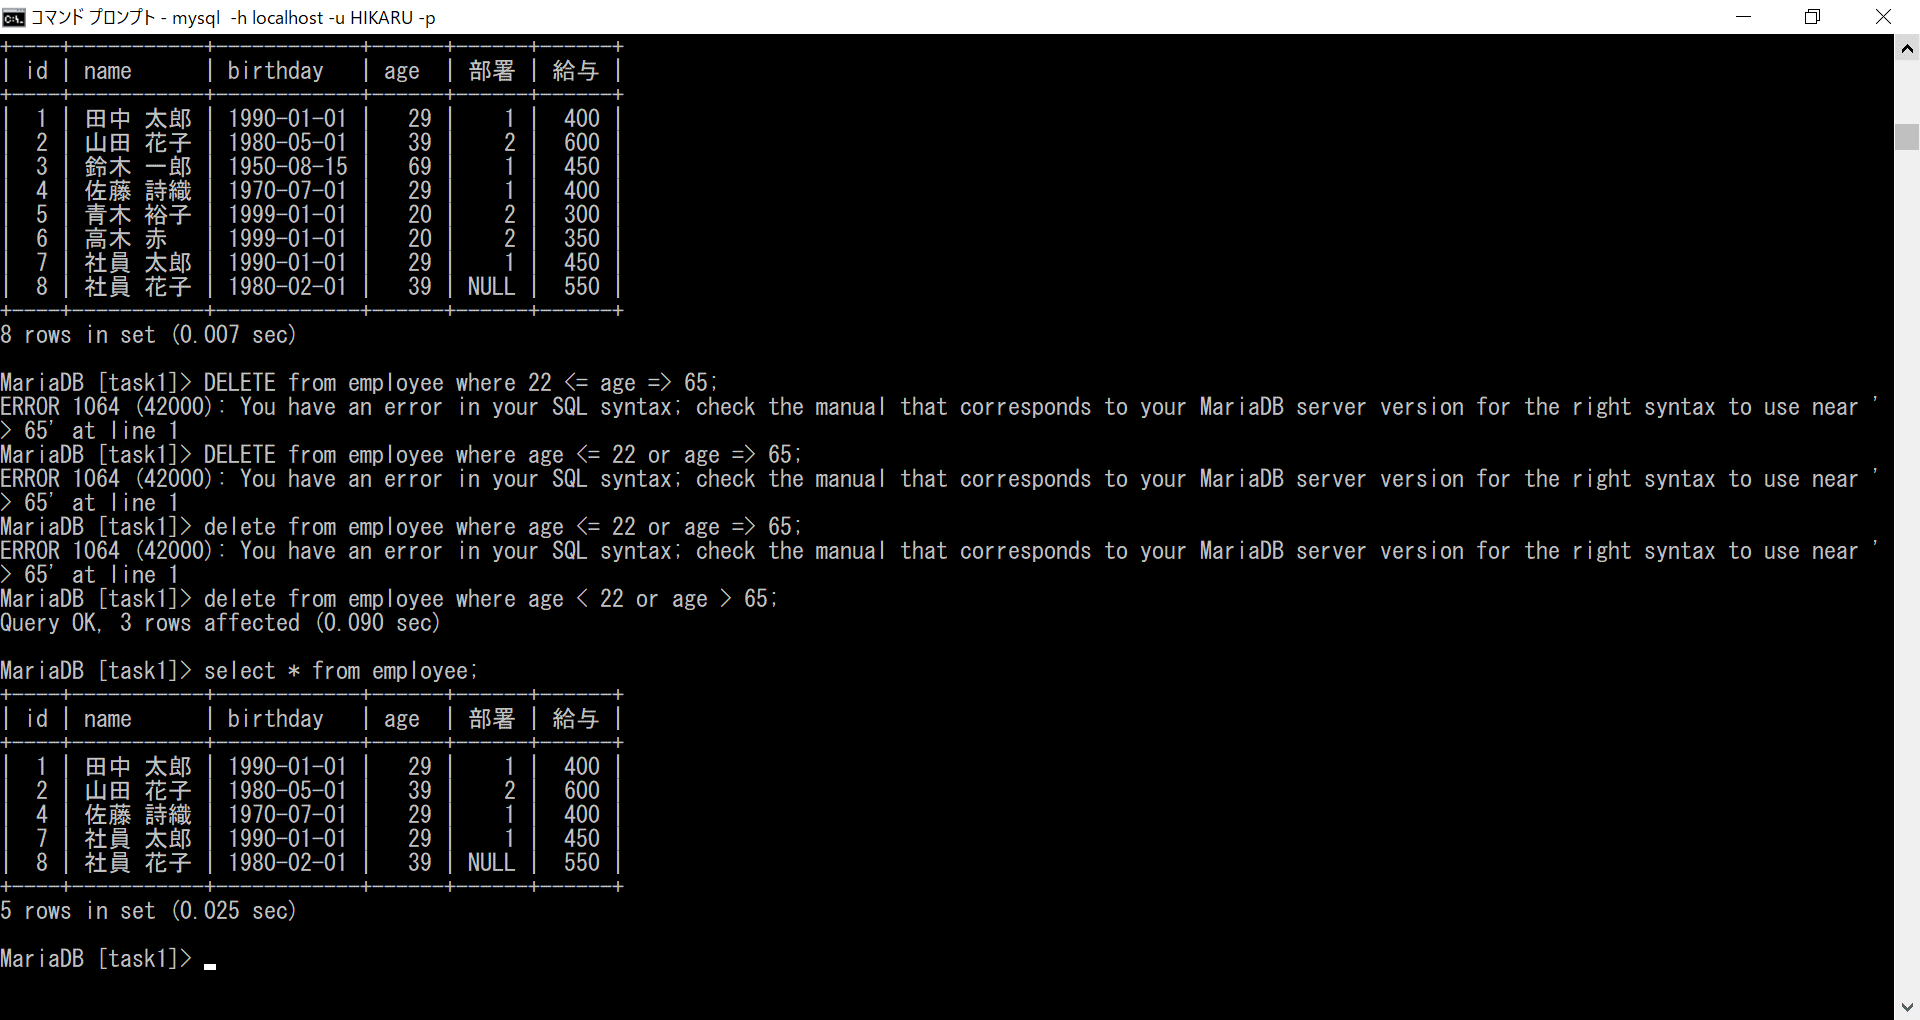 コマンド プロンプト - mysql  -h localhost -u HIKARU -p
+----+-----------+------------+------+------+------+
| id | name      | birthday   | age  | 部署 | 給与 |
+----+-----------+------------+------+------+------+
|  1 | 田中 太郎 | 1990-01-01 |   29 |    1 |  400 |
|  2 | 山田 花子 | 1980-05-01 |   39 |    2 |  600 |
|  3 | 鈴木 一郎 | 1950-08-15 |   69 |    1 |  450 |
|  4 | 佐藤 詩織 | 1970-07-01 |   29 |    1 |  400 |
|  5 | 青木 裕子 | 1999-01-01 |   20 |    2 |  300 |
|  6 | 高木 赤   | 1999-01-01 |   20 |    2 |  350 |
|  7 | 社員 太郎 | 1990-01-01 |   29 |    1 |  450 |
|  8 | 社員 花子 | 1980-02-01 |   39 | NULL |  550 |
+----+-----------+------------+------+------+------+
8 rows in set (0.007 sec)
MariaDB [task1]> DELETE from employee where 22 <= age => 65;
ERROR 1064 (42000): You have an error in your SQL syntax; check the manual that corresponds to your MariaDB server version for the right syntax to use near '
> 65' at line 1
MariaDB [task1]> DELETE from employee where age <= 22 or age => 65;
ERROR 1064 (42000): You have an error in your SQL syntax; check the manual that corresponds to your MariaDB server version for the right syntax to use near '
> 65' at line 1
MariaDB [task1]> delete from employee where age <= 22 or age => 65;
ERROR 1064 (42000): You have an error in your SQL syntax; check the manual that corresponds to your MariaDB server version for the right syntax to use near '
> 65' at line 1
MariaDB [task1]> delete from employee where age < 22 or age > 65;
Query OK, 3 rows affected (0.090 sec)
MariaDB [task1]> select * from employee;
+----+-----------+------------+------+------+------+
| id | name      | birthday   | age  | 部署 | 給与 |
+----+-----------+------------+------+------+------+
|  1 | 田中 太郎 | 1990-01-01 |   29 |    1 |  400 |
|  2 | 山田 花子 | 1980-05-01 |   39 |    2 |  600 |
|  4 | 佐藤 詩織 | 1970-07-01 |   29 |    1 |  400 |
|  7 | 社員 太郎 | 1990-01-01 |   29 |    1 |  450 |
|  8 | 社員 花子 | 1980-02-01 |   39 | NULL |  550 |
+----+-----------+------------+------+------+------+
5 rows in set (0.025 sec)
MariaDB [task1]>